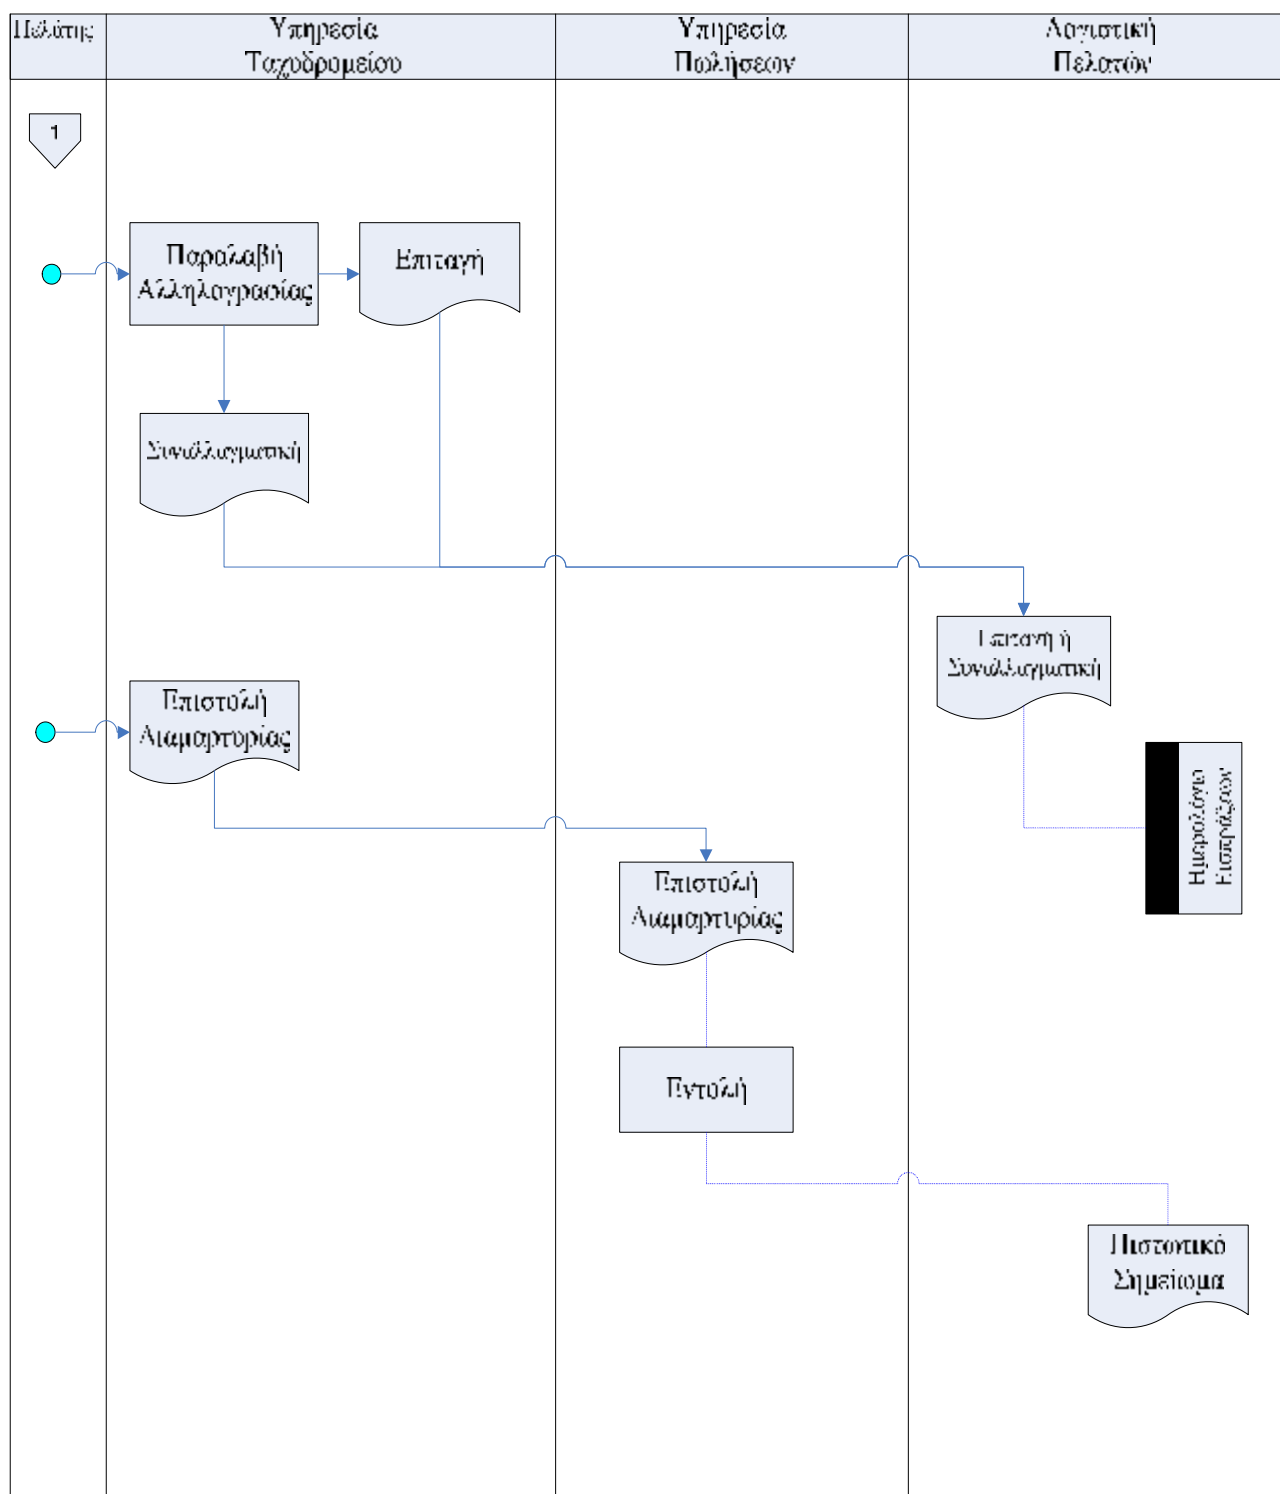 Πελάτης
Υπηρεσία
Ταχυδρομείου
Υπηρεσία
Πωλήσεων
Λογιστική
Πελατών
1
Παραλαβή
Αλληλογραφίας
Επιταγή
Συναλλαγματική
Επιταγή ή
Συναλλαγματική
Επιστολή
Διαμαρτυρίας
Ημερολόγιο
Εισπράξεων
Επιστολή
Διαμαρτυρίας
Εντολή
Πιστωτικό
Σημείωμα